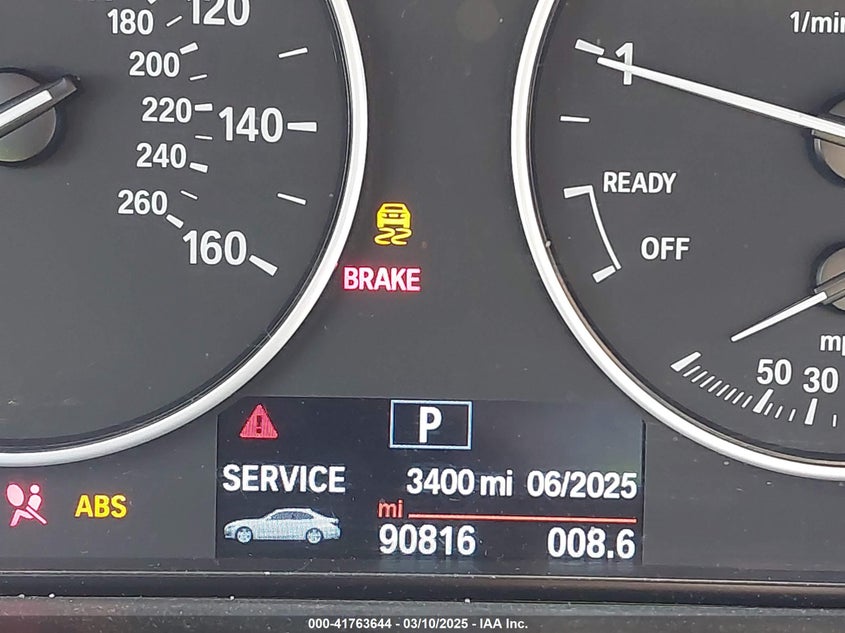 180
120
200
220
140
240
260
160
1/min
1
READY
OFF
BRAKE
50 30
P
SERVICE 3400 mi 06/2025
mi
90816 008.6
ABS
000-41763644 - 03/10/2025 - IAA Inc.